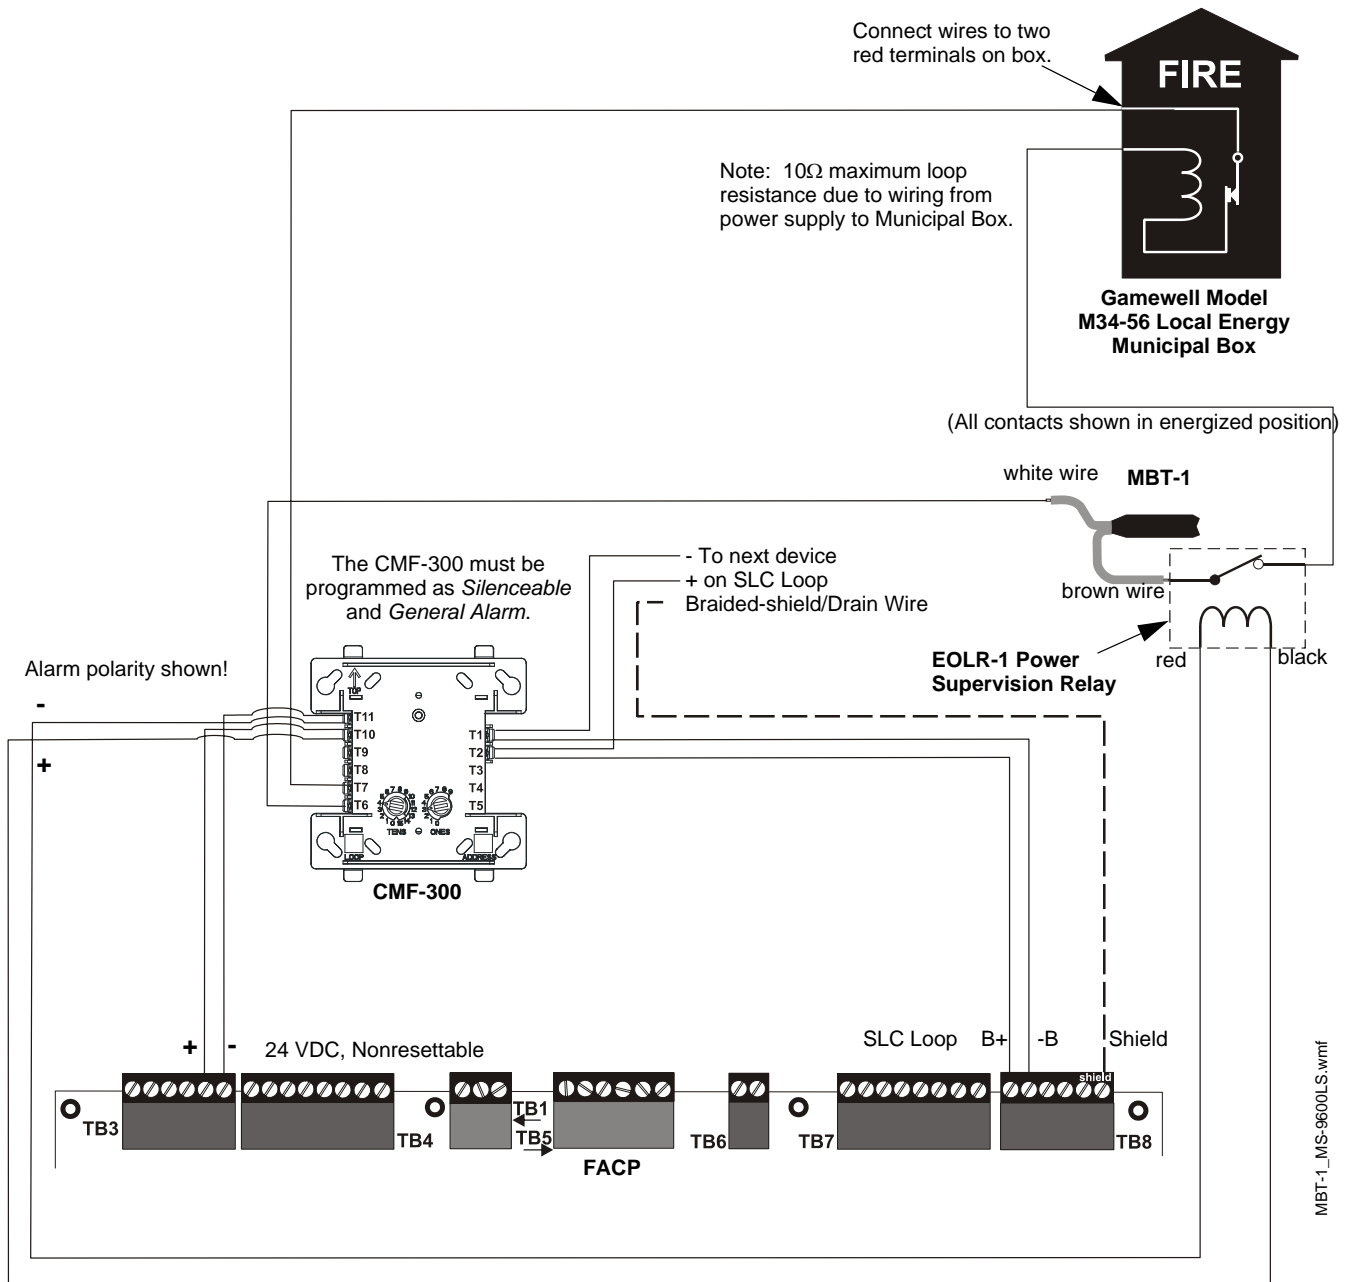 Connect wires to two
red terminals on box.
FIRE
Note: 10Ω maximum loop
resistance due to wiring from
power supply to Municipal Box.
Gamewell Model
M34-56 Local Energy
Municipal Box
(All contacts shown in energized position)
white wire
MBT-1
The CMF-300 must be
programmed as Silenceable
and General Alarm.
- To next device
+ on SLC Loop
Braided-shield/Drain Wire
brown wire
EOLR-1 Power
Supervision Relay
red
black
Alarm polarity shown!
-
+
TOP
T11
T10
T9
T8
T7
T6
T1
T2
T3
T4
T5
TENS
ONES
LOOP
ADDRESS
CMF-300
+ -
24 VDC, Nonresettable
SLC Loop B+ -B Shield
shield
TB3
TB4
TB1
TB5
TB6
TB7
TB8
FACP
MBT-1_MS-9600LS.wmf